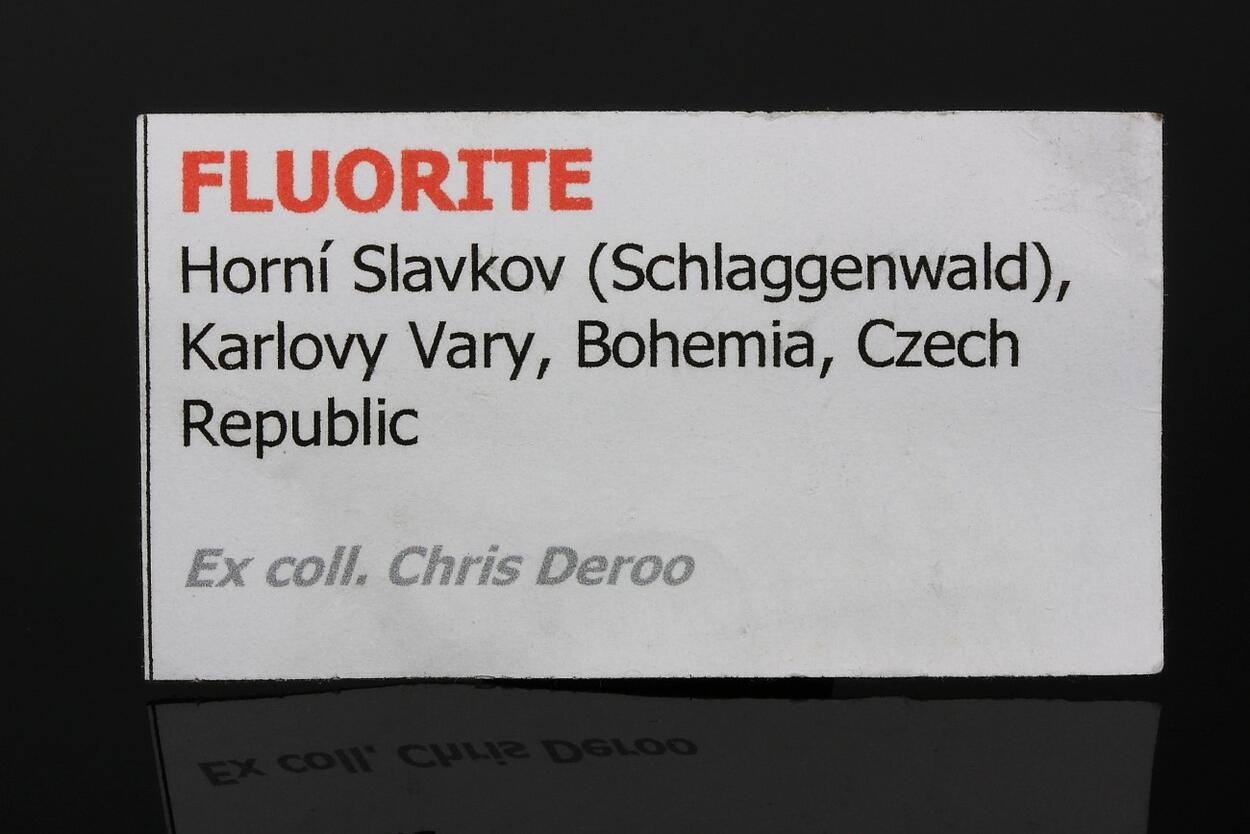 FLUORITE
Horní Slavkov (Schlaggenwald),
Karlovy Vary, Bohemia, Czech
Republic
Ex coll. Chris Deroo